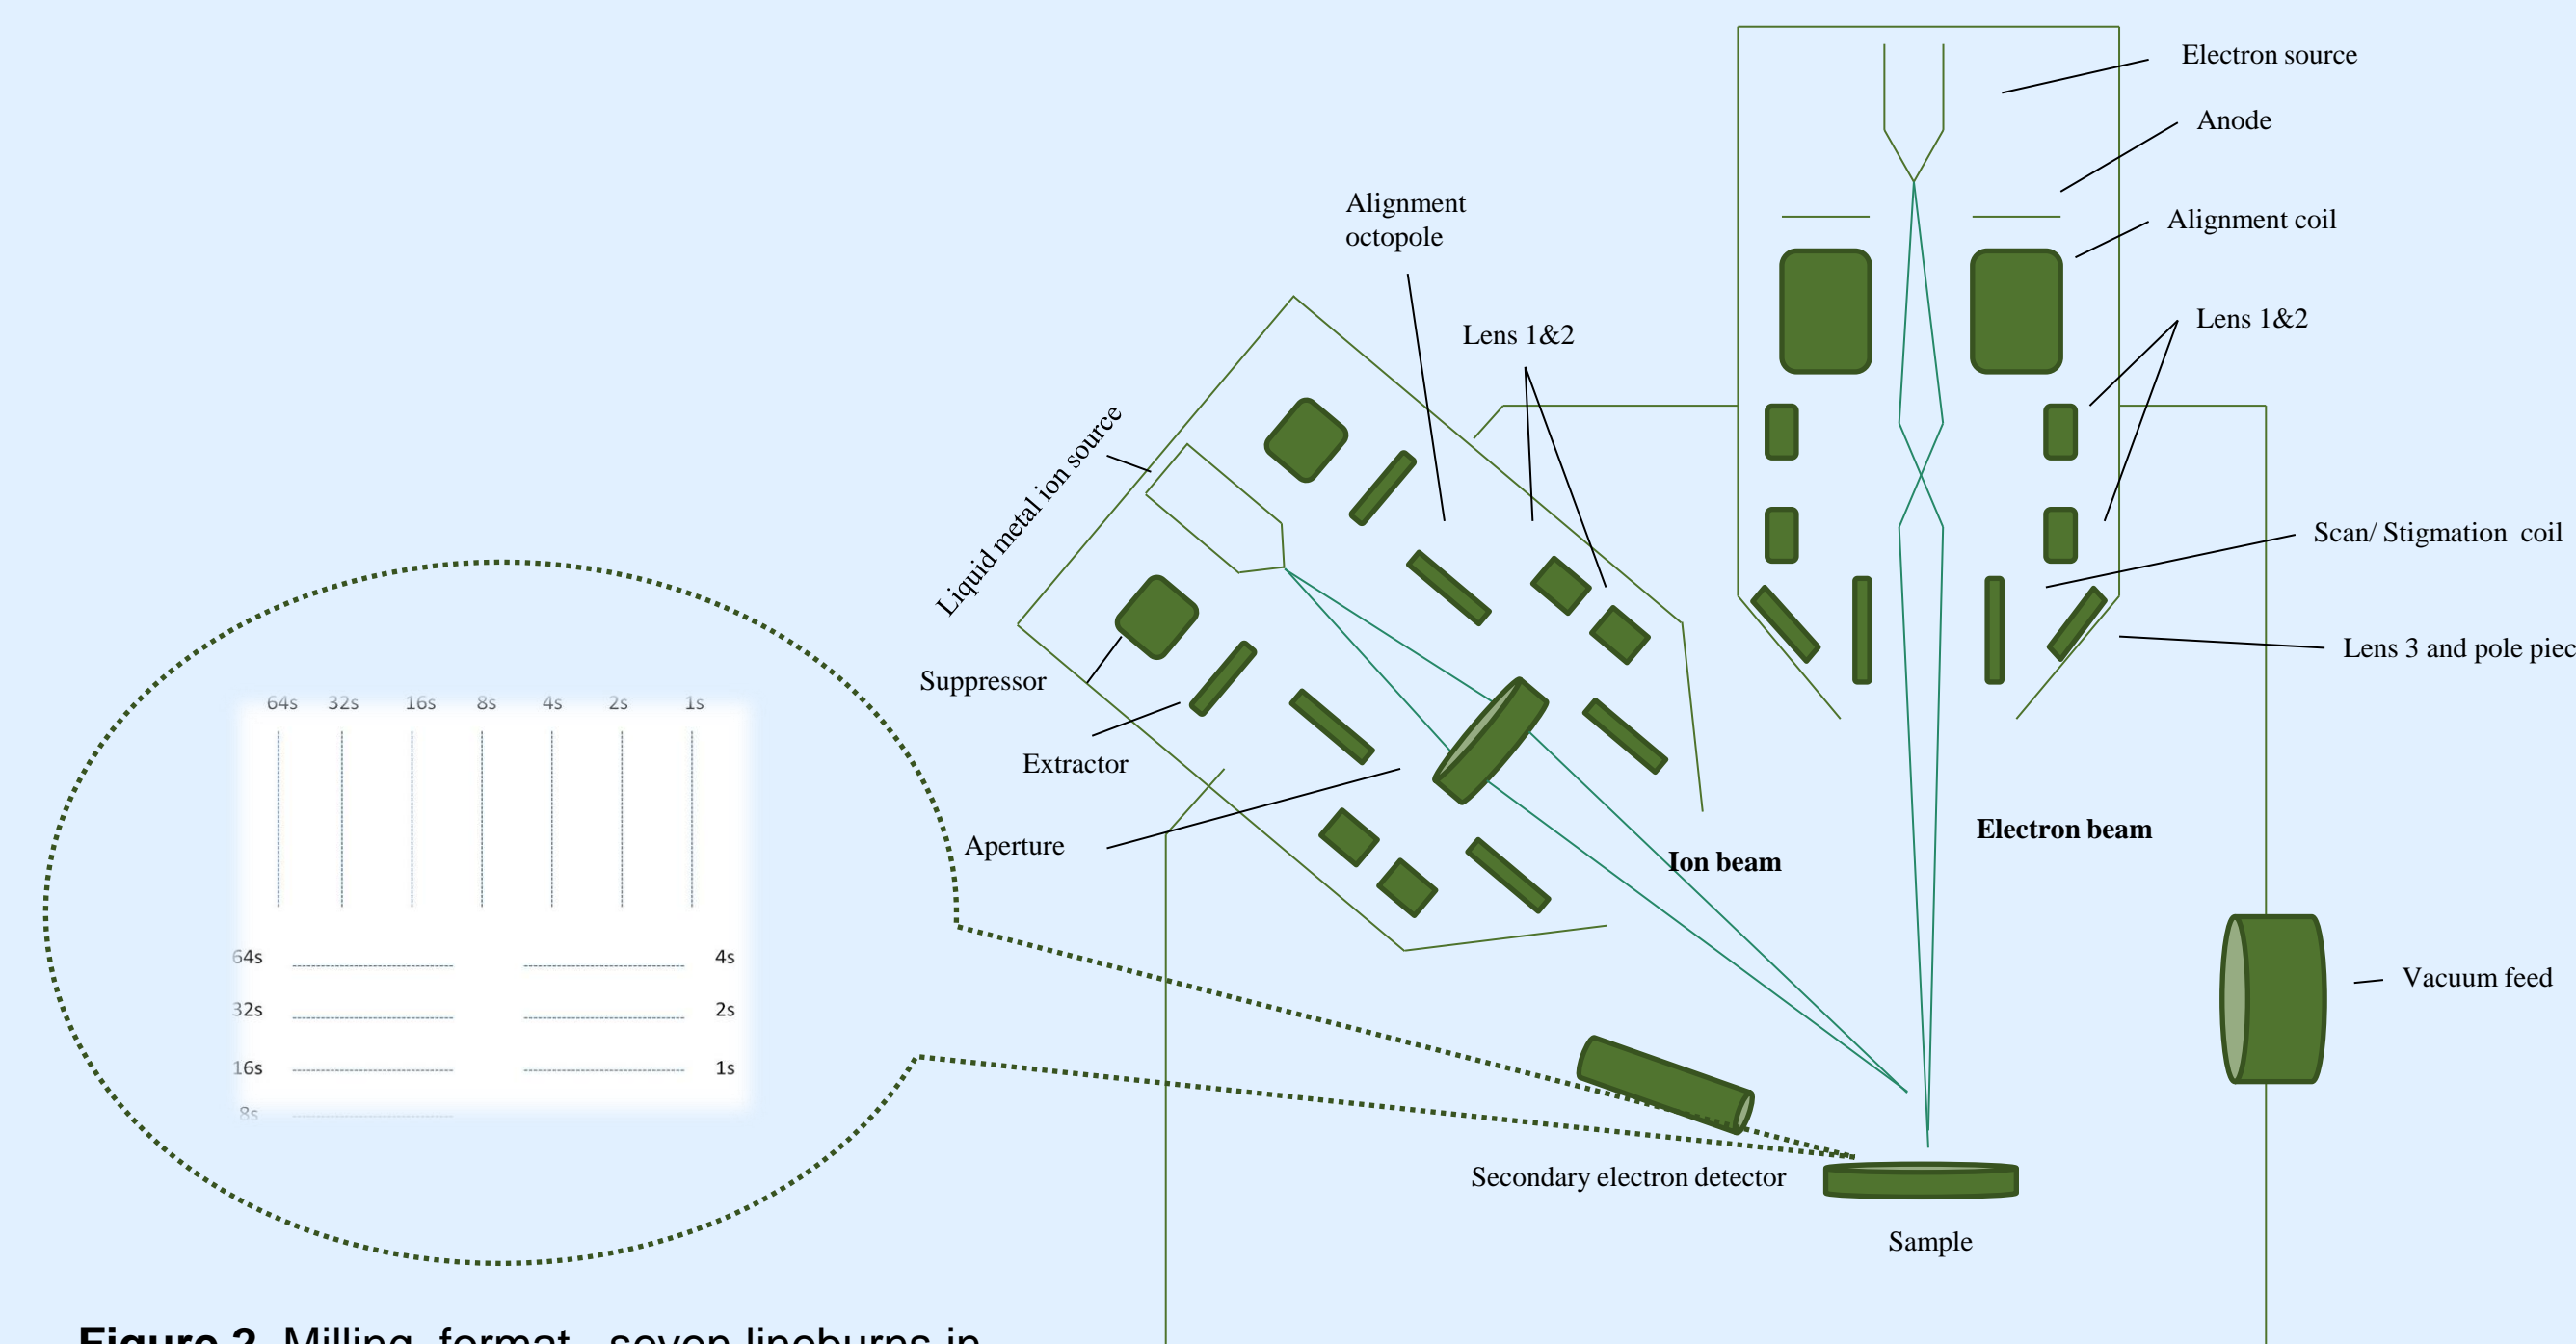 Electron source
Anode
Alignment coil
Lens 1&2
Scan/ Stigmation coil
Lens 3 and pole piec
Alignment
octopole
Lens 1&2
Liquid metal ion source
Suppressor
Extractor
Aperture
Ion beam
Electron beam
Vacuum feed
Secondary electron detector
Sample
64s 32s 16s 8s 4s 2s 1s
64s 4s
32s 2s
16s 1s
8s
Figure 2. Milling format seven lineburns in